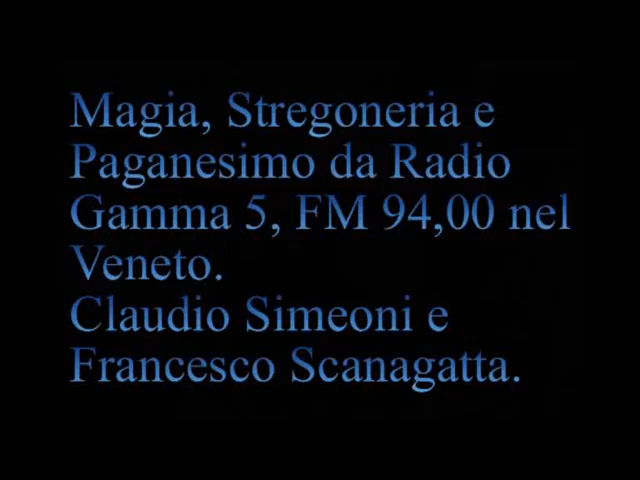 Magia, Stregoneria e
Paganesimo da Radio
Gamma 5, FM 94,00 nel
Veneto.
Claudio Simeoni e
Francesco Scanagatta.